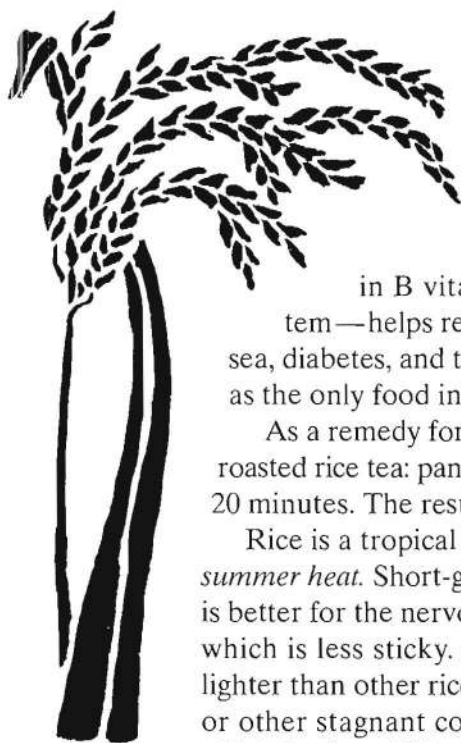 in B vita
tem—helps re
sea, diabetes, and t
as the only food in
As a remedy for
roasted rice tea: pan
20 minutes. The resu
Rice is a tropical
summer heat. Short-g
is better for the nervo
which is less sticky.
lighter than other rice
or other stagnant co